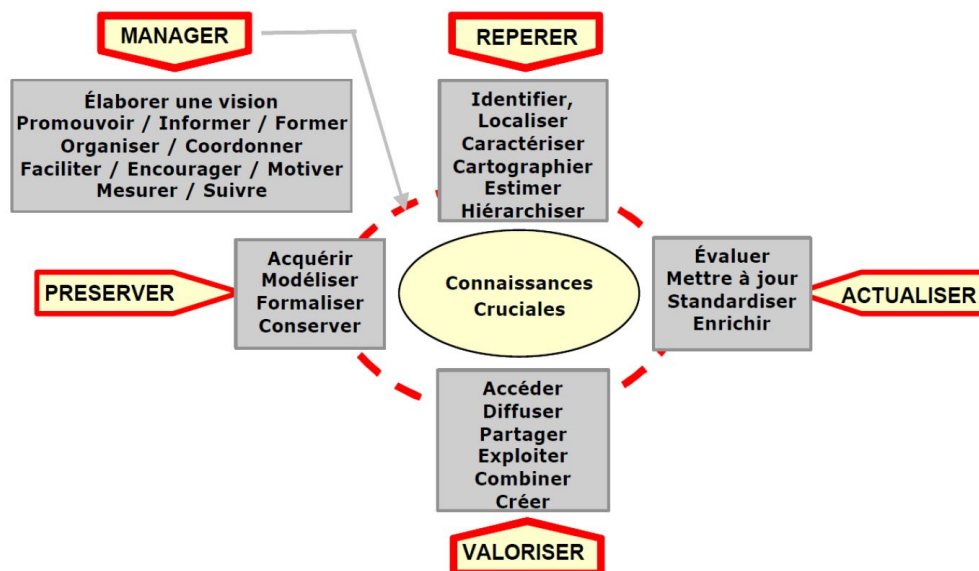 MANAGER
Élaborer une vision
Promouvoir / Informer / Former
Organiser / Coordonner
Faciliter / Encourager / Motiver
Mesurer / Suivre
REPERER
Identifier,
Localiser
Caractériser
Cartographier
Estimer
Hiérarchiser
PRESERVER
Acquérir
Modéliser
Formaliser
Conserver
Connaissances
Cruciales
Évaluer
Mettre à jour
Standardiser
Enrichir
ACTUALISER
Accéder
Diffuser
Partager
Exploiter
Combiner
Créer
VALORISER